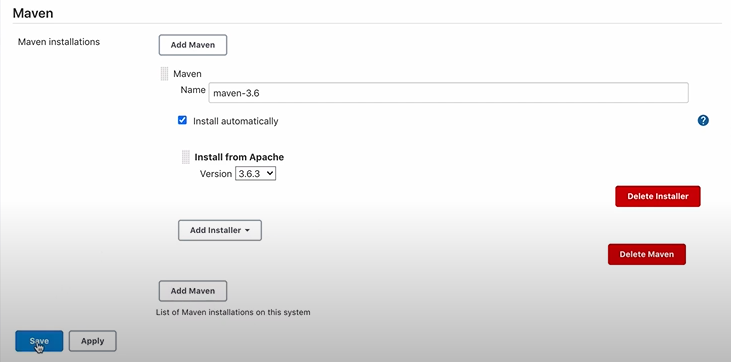 Maven
Maven installations
Add Maven
Maven
Name
maven-3.6
Install automatically
?
Install from Apache
Version 3.6.3
Delete Installer
Add Installer
Delete Maven
Add Maven
List of Maven installations on this system
Save
Apply